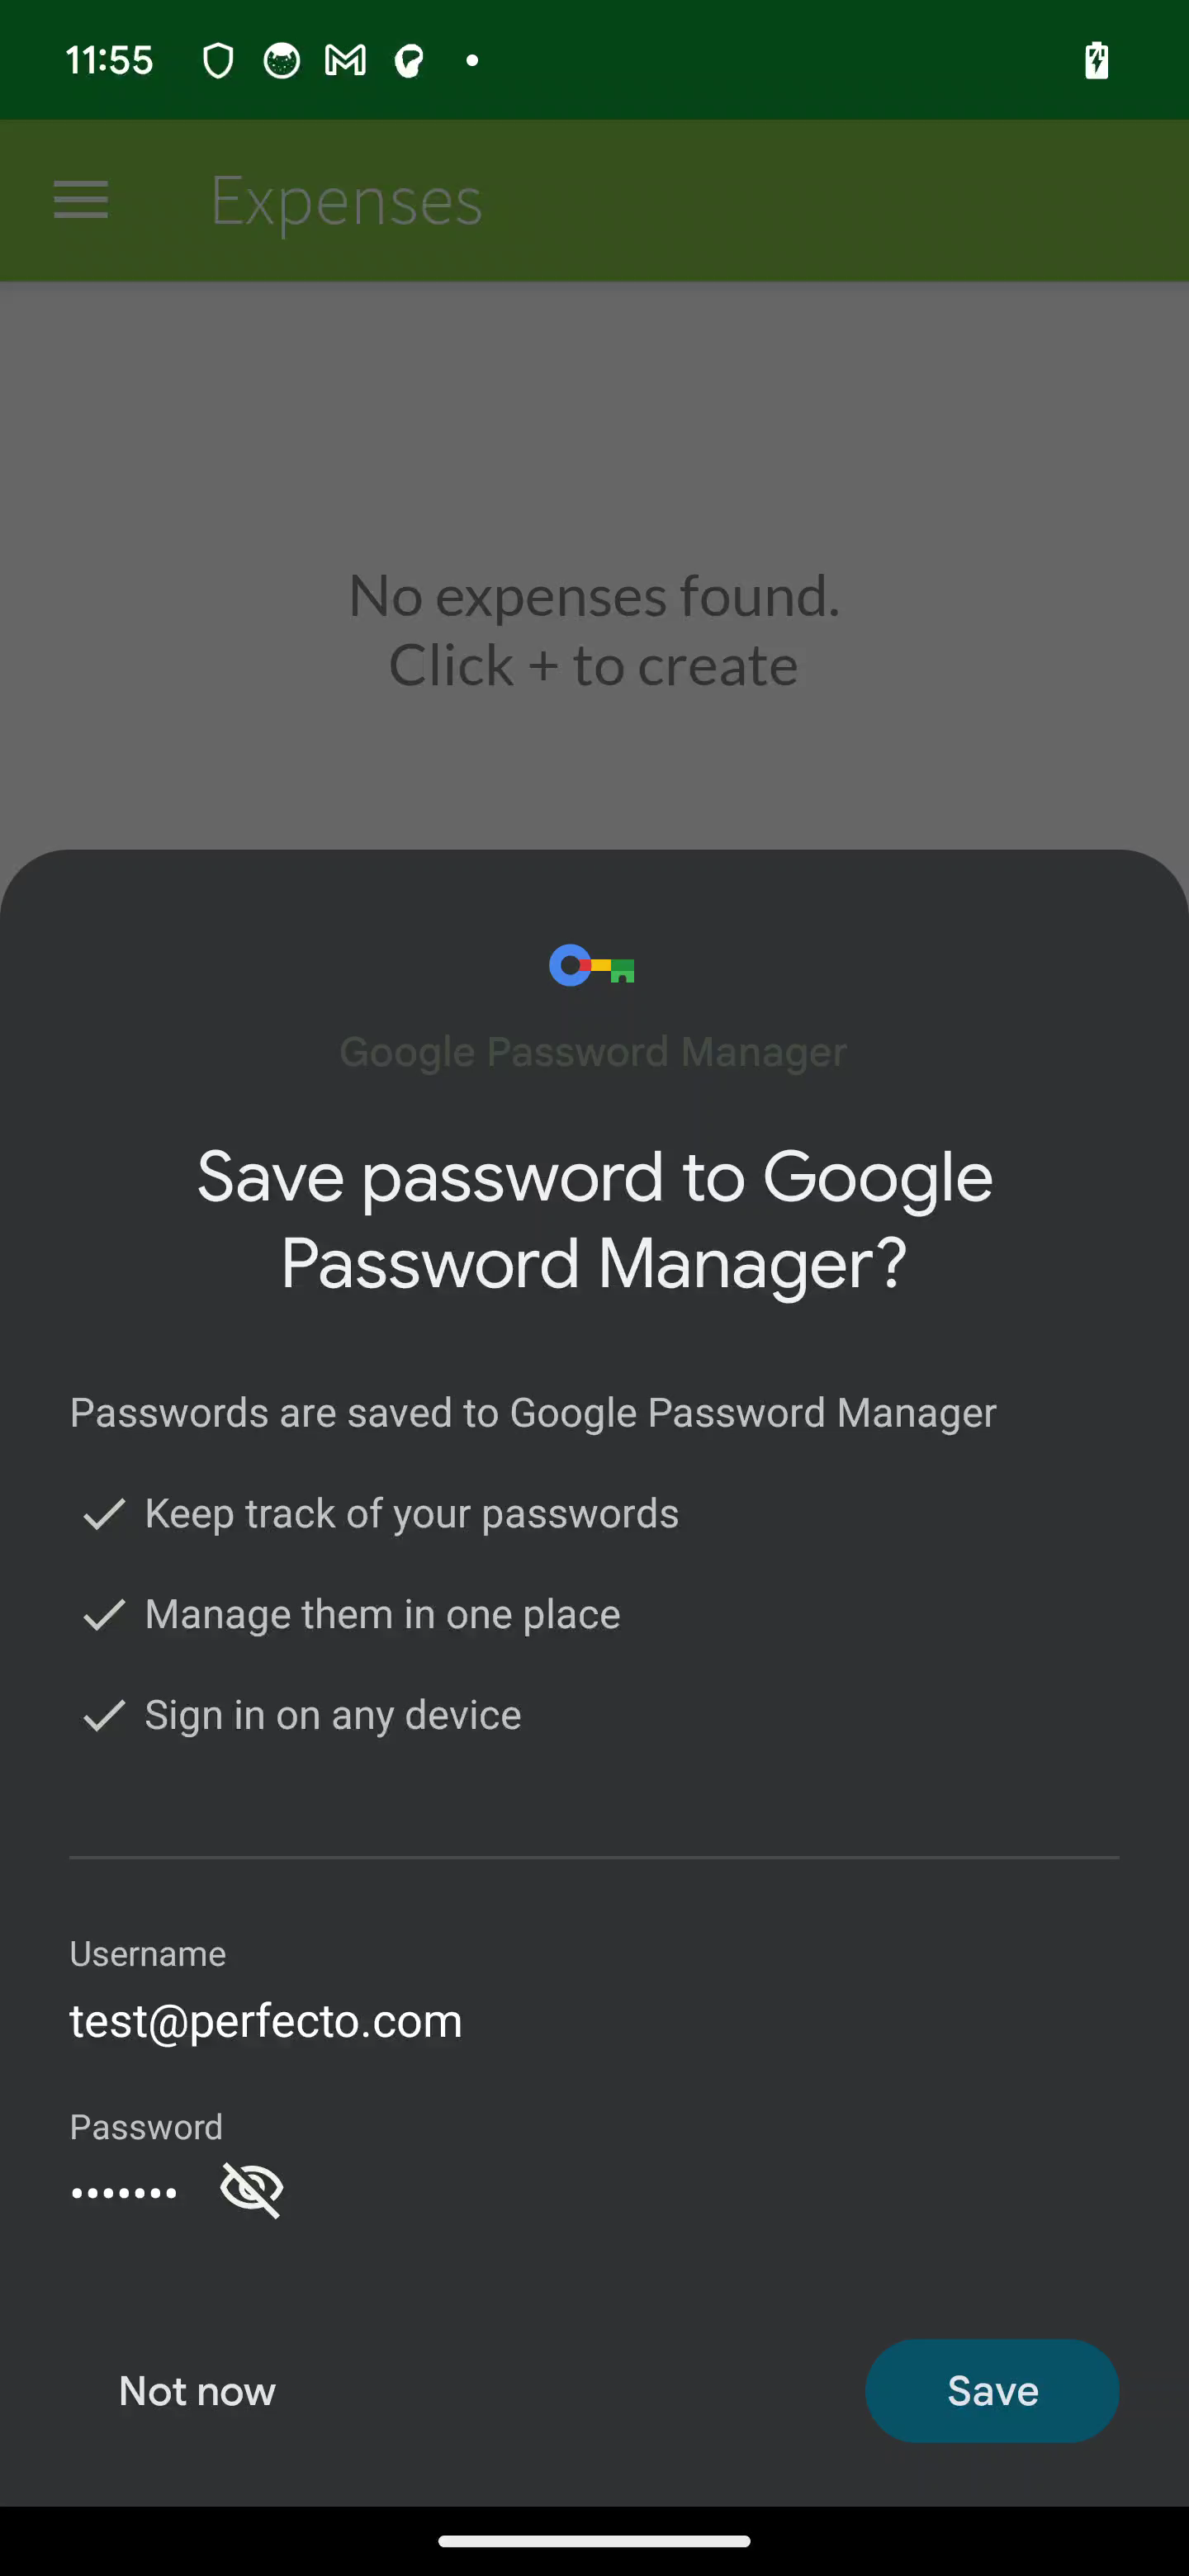 11:55
Expenses
No expenses found.
Click + to create
Google Password Manager
Save password to Google
Password Manager?
Passwords are saved to Google Password Manager
Keep track of your passwords
Manage them in one place
Sign in on any device
Username
test@perfecto.com
Password
•••••••
Not now
Save